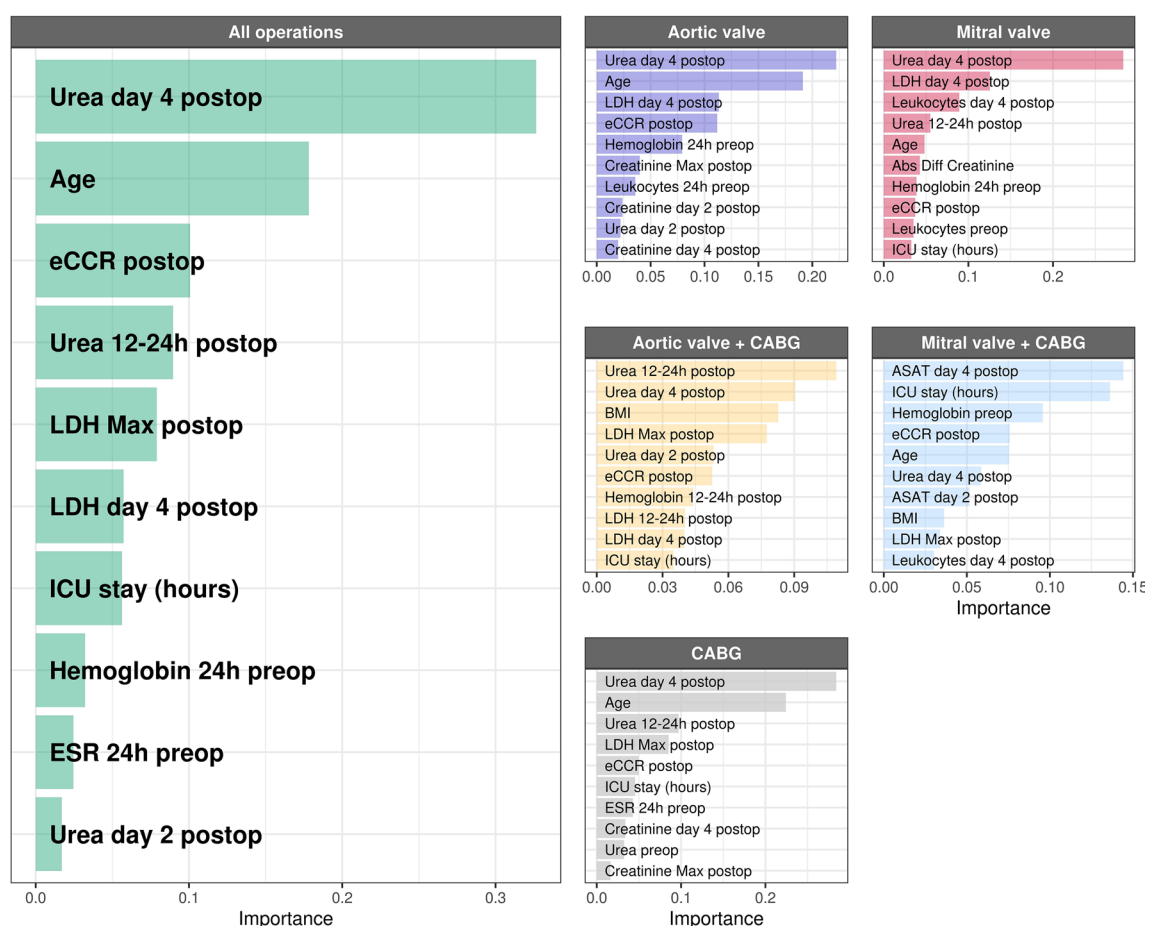 All operations
Urea day 4 postop
Age
eCCR postop
Urea 12-24h postop
LDH Max postop
LDH day 4 postop
ICU stay (hours)
Hemoglobin 24h preop
ESR 24h preop
Urea day 2 postop
0.0 0.1 0.2 0.3
Importance
Aortic valve
Urea day 4 postop
Age
LDH day 4 postop
eCCR postop
Hemoglobin 24h preop
Creatinine Max postop
Leukocytes 24h preop
Creatinine day 2 postop
Urea day 2 postop
Creatinine day 4 postop
0.00 0.05 0.10 0.15 0.20
Mitral valve
Urea day 4 postop
LDH day 4 postop
Leukocytes day 4 postop
Urea 12-24h postop
Age
Abs Diff Creatinine
Hemoglobin 24h preop
eCCR postop
Leukocytes preop
ICU stay (hours)
0.0 0.1 0.2
Aortic valve + CABG
Urea 12-24h postop
Urea day 4 postop
BMI
LDH Max postop
Urea day 2 postop
eCCR postop
Hemoglobin 12-24h postop
LDH 12-24h postop
LDH day 4 postop
ICU stay (hours)
0.00 0.03 0.06 0.09
Mitral valve + CABG
ASAT day 4 postop
ICU stay (hours)
Hemoglobin preop
eCCR postop
Age
Urea day 4 postop
ASAT day 2 postop
BMI
LDH Max postop
Leukocytes day 4 postop
0.00 0.05 0.10 0.15
Importance
CABG
Urea day 4 postop
Age
Urea 12-24h postop
LDH Max postop
eCCR postop
ICU stay (hours)
ESR 24h preop
Creatinine day 4 postop
Urea preop
Creatinine Max postop
0.0 0.1 0.2
Importance